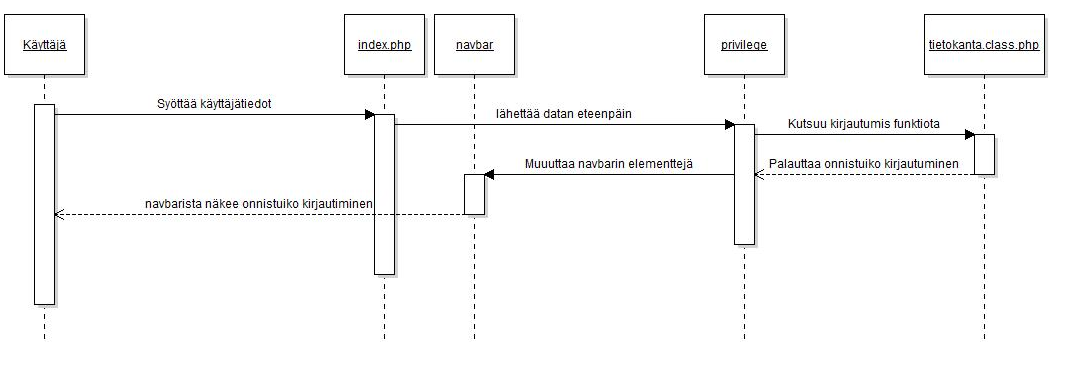 Käyttäjä
index.php
navbar
privilege
tietokanta.class.php
Syöttää käyttäjätiedot
lähettää datan eteenpäin
Kutsuu kirjautumis funktiota
Muuuttaa navbarin elementtejä
Palauttaa onnistuiko kirjautuminen
navbarista näkee onnistuiko kirjautiminen